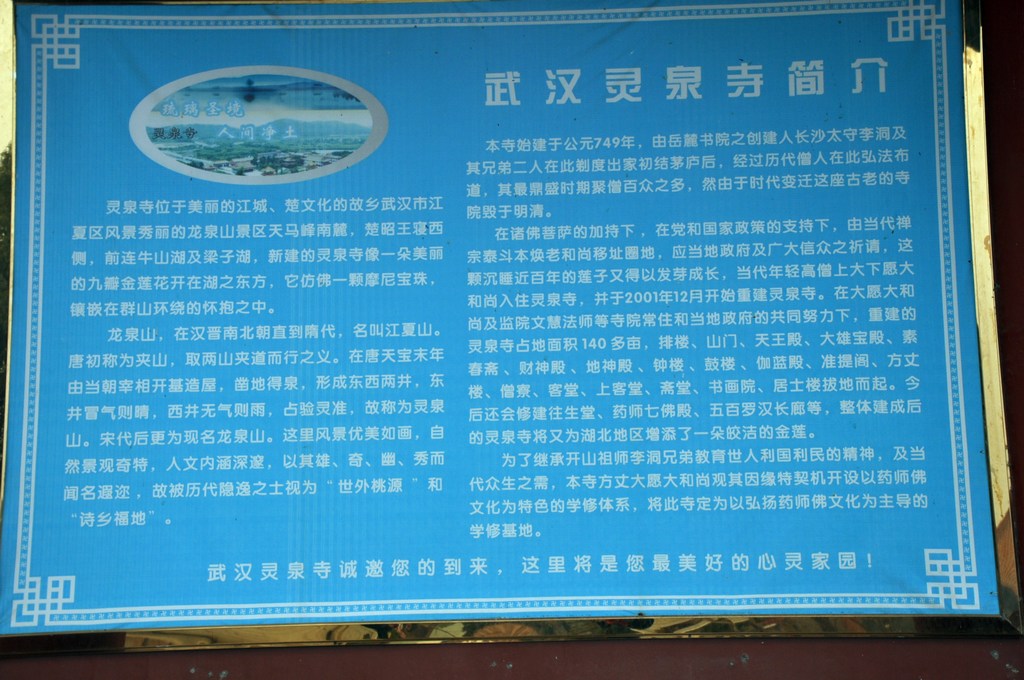 武汉灵泉寺简介
琉璃圣境
灵泉寺 人间净土
灵泉寺位于美丽的江城、楚文化的故乡武汉市江
夏区风景秀丽的龙泉山景区天马峰南麓，楚昭王寝西
侧，前连牛山湖及梁子湖，新建的灵泉寺像一朵美丽
的九瓣金莲花开在湖之东方，它仿佛一颗摩尼宝珠，
镶嵌在群山环绕的怀抱之中。
龙泉山，在汉晋南北朝直到隋代，名叫江夏山。
唐初称为夹山，取两山夹道而行之义。在唐天宝末年
由当朝宰相开基造屋，凿地得泉，形成东西两井，东
井冒气则晴，西井无气则雨，占验灵准，故称为灵泉
山。宋代后更为现名龙泉山。这里风景优美如画，自
然景观奇特，人文内涵深邃，以其雄、奇、幽、秀而
闻名遐迩，故被历代隐逸之士视为“世外桃源”和
“诗乡福地”。
本寺始建于公元749年，由岳麓书院之创建人长沙太守李洞及
其兄弟二人在此剃度出家初结茅庐后，经过历代僧人在此弘法布
道，其最鼎盛时期聚僧百众之多，然由于时代变迁这座古老的寺
院毁于明清。
在诸佛菩萨的加持下，在党和国家政策的支持下，由当代禅
宗泰斗本焕老和尚移址圈地，应当地政府及广大信众之祈请，这
颗沉睡近百年的莲子又得以发芽成长，当代年轻高僧上大下愿大
和尚入住灵泉寺，并于2001年12月开始重建灵泉寺。在大愿大和
尚及监院文慧法师等寺院常住和当地政府的共同努力下，重建的
灵泉寺占地面积140多亩，排楼、山门、天王殿、大雄宝殿、素
春斋、财神殿、地神殿、钟楼、鼓楼、伽蓝殿、准提阁、方丈
楼、僧寮、客堂、上客堂、斋堂、书画院、居士楼拔地而起。今
后还会修建往生堂、药师七佛殿、五百罗汉长廊等，整体建成后
的灵泉寺将又为湖北地区增添了一朵皎洁的金莲。
为了继承开山祖师李洞兄弟教育世人利国利民的精神，及当
代众生之需，本寺方丈大愿大和尚观其因缘特契机开设以药师佛
文化为特色的学修体系，将此寺定为以弘扬药师佛文化为主导的
学修基地。
武汉灵泉寺诚邀您的到来，这里将是您最美好的心灵家园！